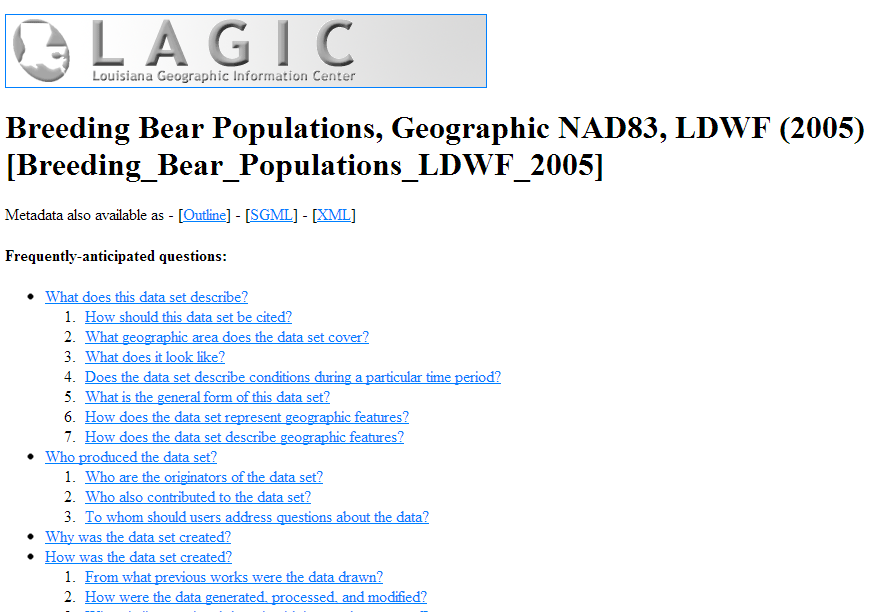 LAGIC
Louisiana Geographic Information Center
Breeding Bear Populations, Geographic NAD83, LDWF (2005)
[Breeding_Bear_Populations_LDWF_2005]
Metadata also available as - [Outline] - [SGML] - [XML]
Frequently-anticipated questions:
• What does this data set describe?
1. How should this data set be cited?
2. What geographic area does the data set cover?
3. What does it look like?
4. Does the data set describe conditions during a particular time period?
5. What is the general form of this data set?
6. How does the data set represent geographic features?
7. How does the data set describe geographic features?
• Who produced the data set?
1. Who are the originators of the data set?
2. Who also contributed to the data set?
3. To whom should users address questions about the data?
• Why was the data set created?
• How was the data set created?
1. From what previous works were the data drawn?
2. How were the data generated, processed, and modified?